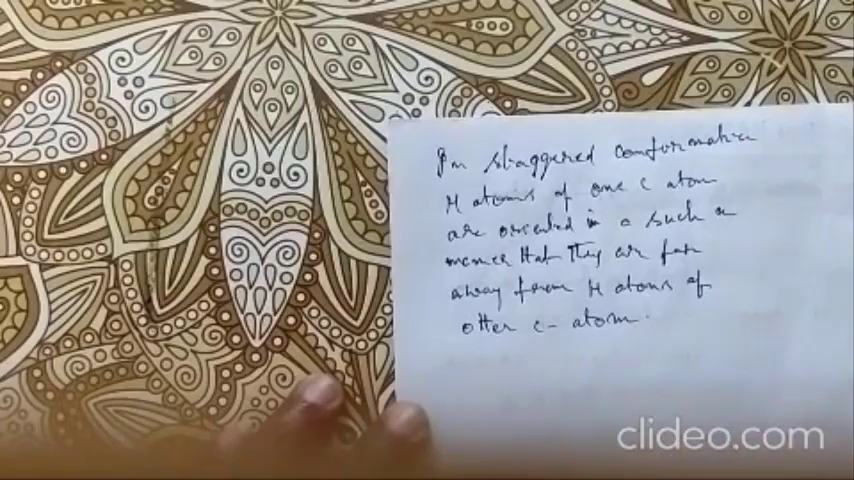 In staggered conformation
H atoms of one C atom
are oriented in a such a
manner that they are far
away from H atoms of
other C- atom.
clideo.com